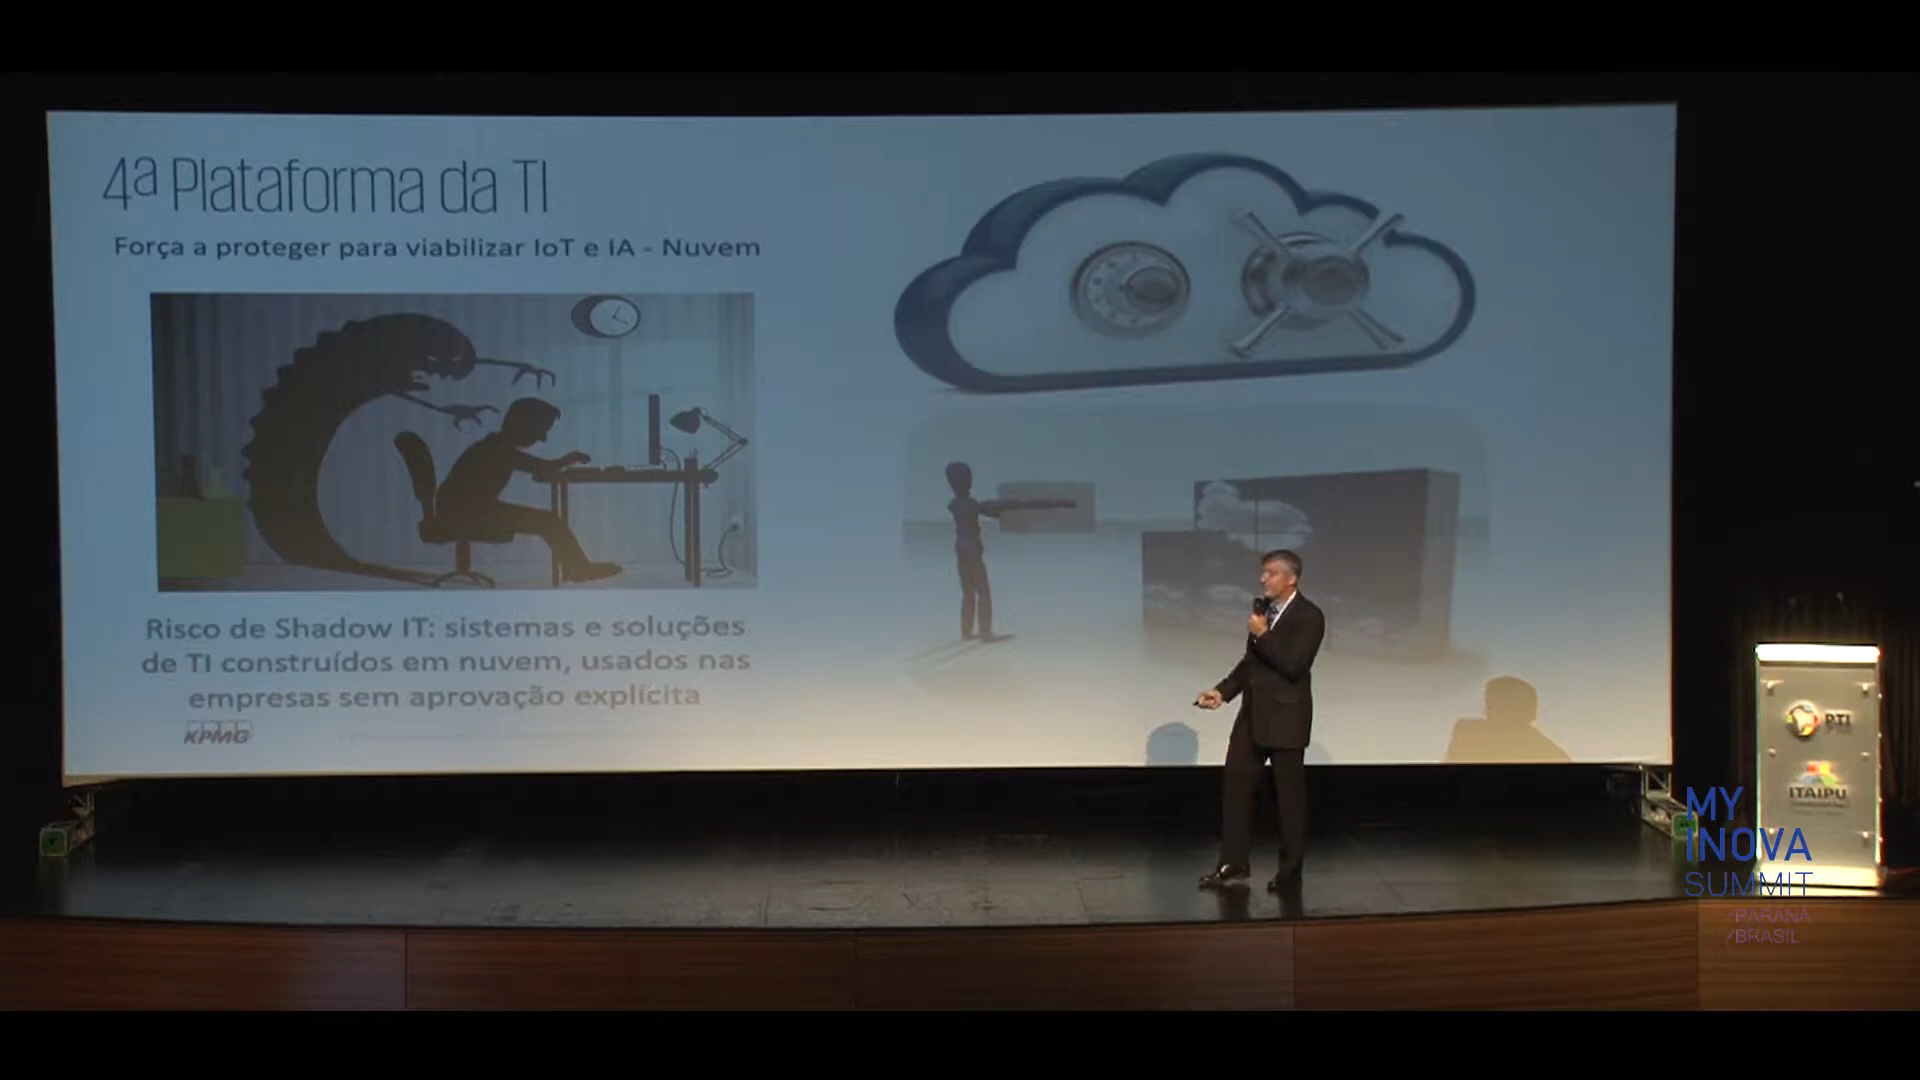 4ª Plataforma da TI
Força a proteger para viabilizar IoT e IA - Nuvem
Risco de Shadow IT: sistemas e soluções
de TI construídos em nuvem, usados nas
empresas sem aprovação explícita
KPMG
PTI
ITAIPU
MY
INOVA
SUMMIT
/PARANÁ
/BRASIL